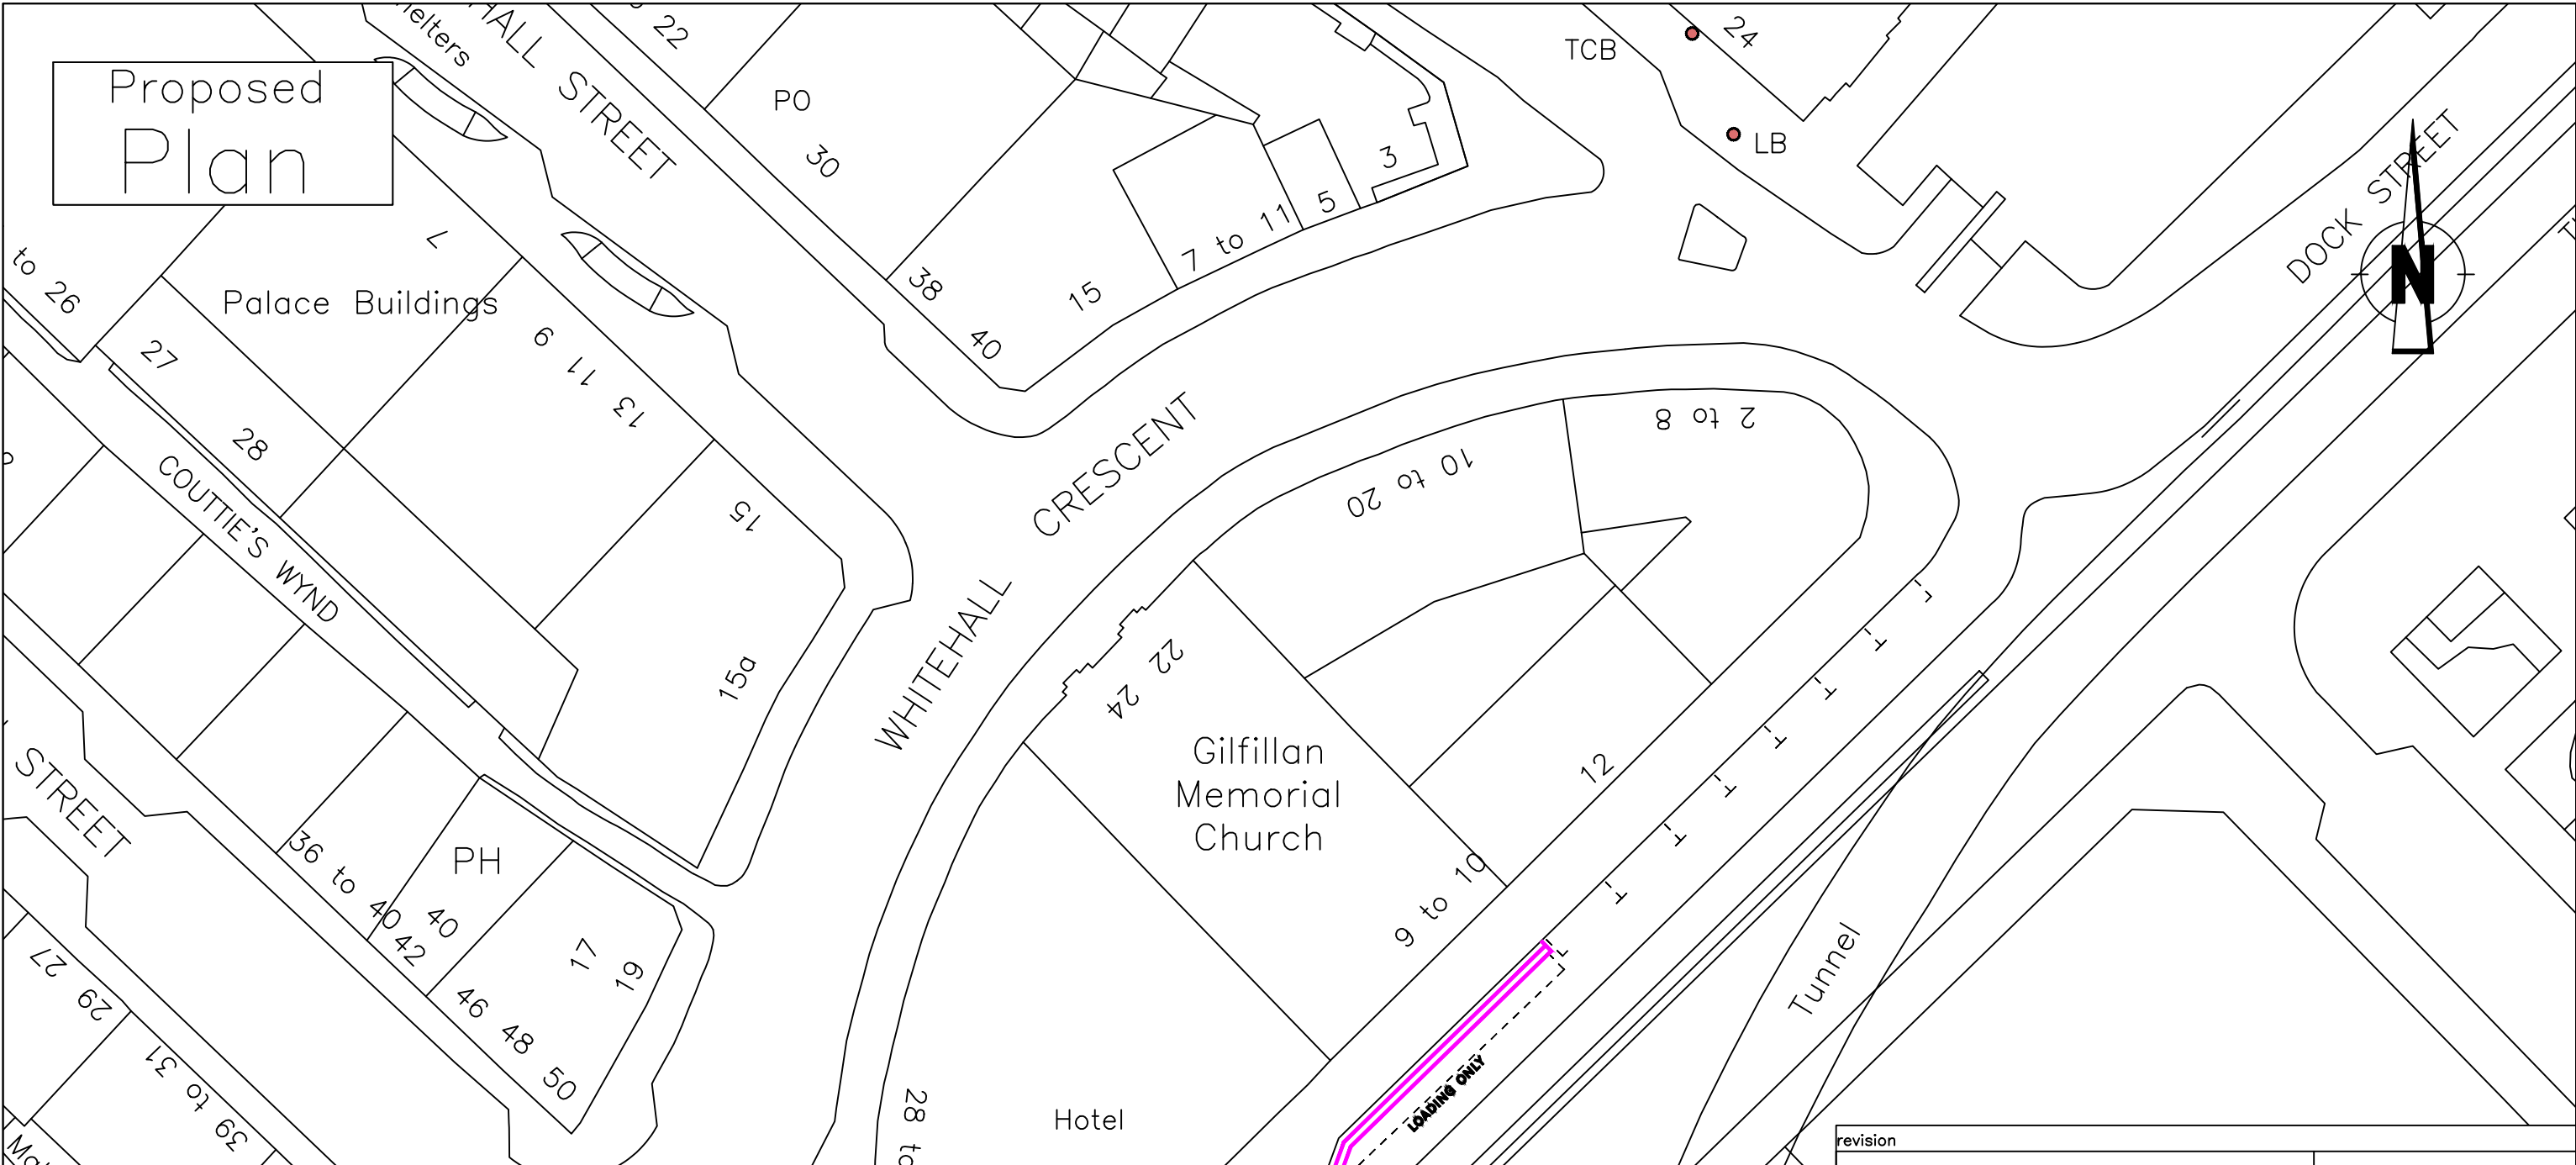 Proposed
Plan
HALL STREET
22
PO
30
38
40
15
7 to 11
5
3
TCB
24
LB
DOCK STREET
N
to 26
7
Palace Buildings
9
11
13
27
28
15
15a
COUTTIE'S WYND
WHITEHALL CRESCENT
2 to 8
10 to 20
22
24
Gilfillan
Memorial
Church
12
9 to 10
STREET
36 to 40
PH
40
42
46
48
50
17
19
27
29
31 to 39
28 to
Hotel
LOADING ONLY
Tunnel
revision